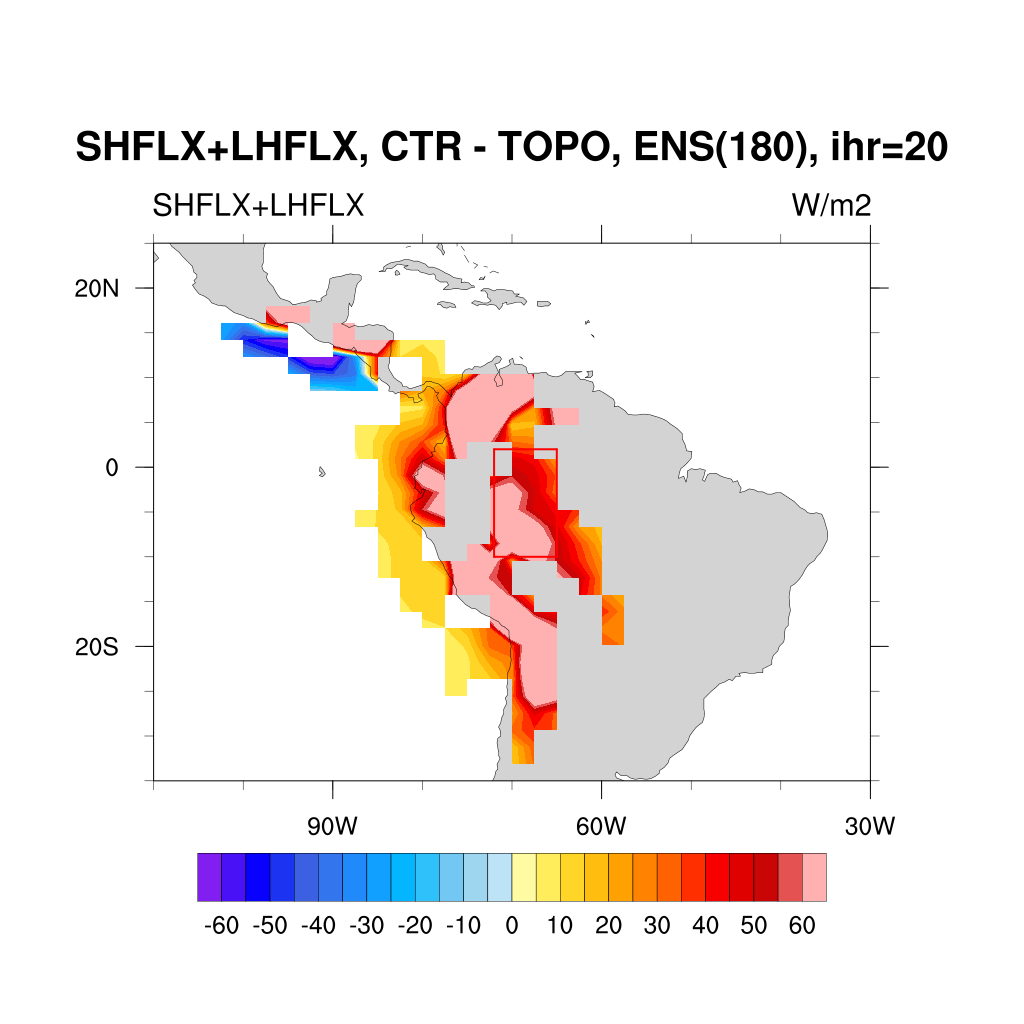 SHFLX+LHFLX, CTR - TOPO, ENS(180), ihr=20
SHFLX+LHFLX W/m2
20N
0
20S
90W 60W 30W
-60 -50 -40 -30 -20 -10 0 10 20 30 40 50 60